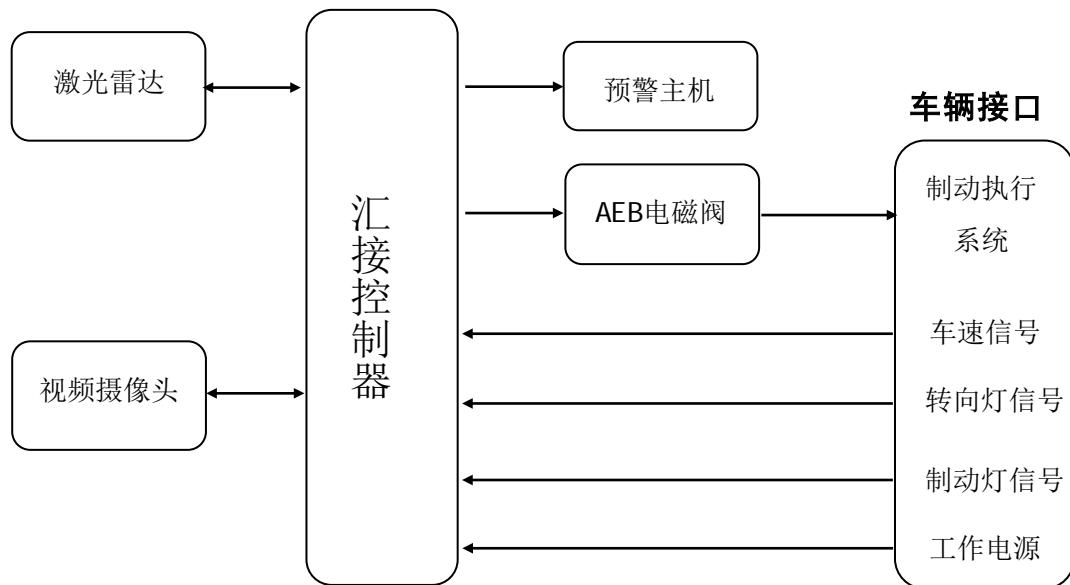 激光雷达
预警主机
车辆接口
制动执行
系统
AEB电磁阀
汇接控制器
车速信号
视频摄像头
转向灯信号
制动灯信号
工作电源